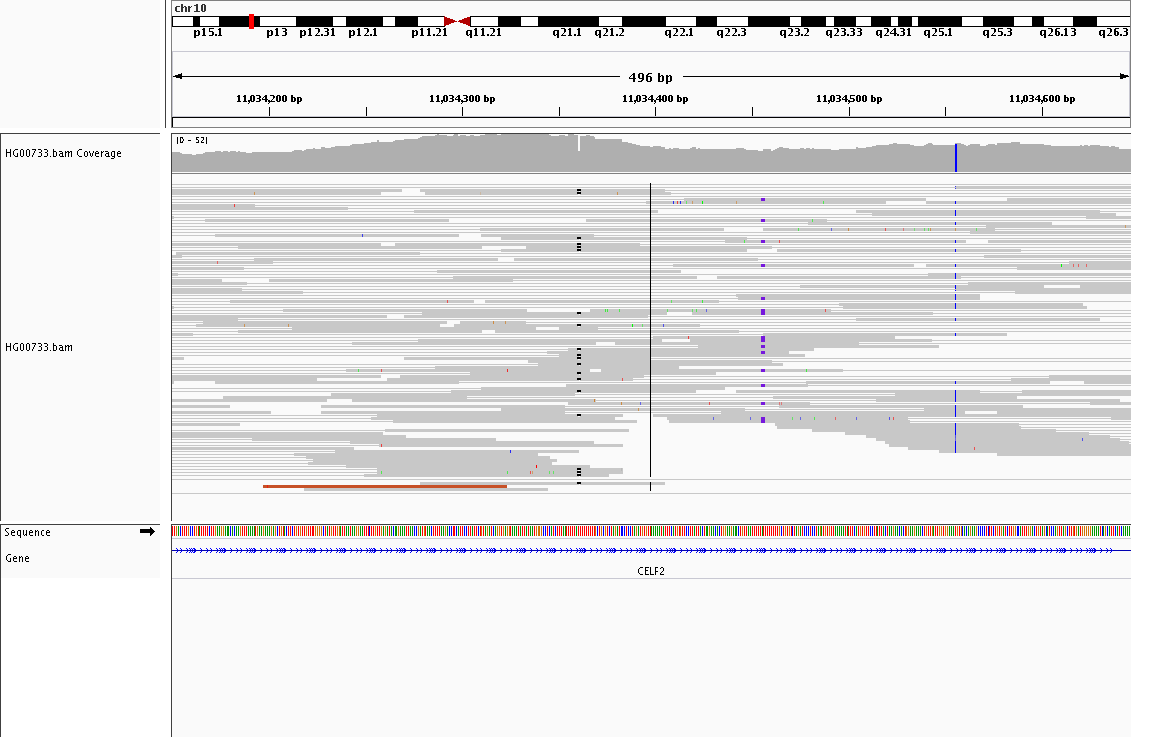 chr10
p15.1 p13 p12.31 p12.1 p11.21 q11.21 q21.1 q21.2 q22.1 q22.3 q23.2 q23.33 q24.31 q25.1 q25.3 q26.13 q26.3
496 bp
11,034,200 bp 11,034,300 bp 11,034,400 bp 11,034,500 bp 11,034,600 bp
[0 - 52]
HG00733.bam Coverage
HG00733.bam
Sequence
Gene
CELF2